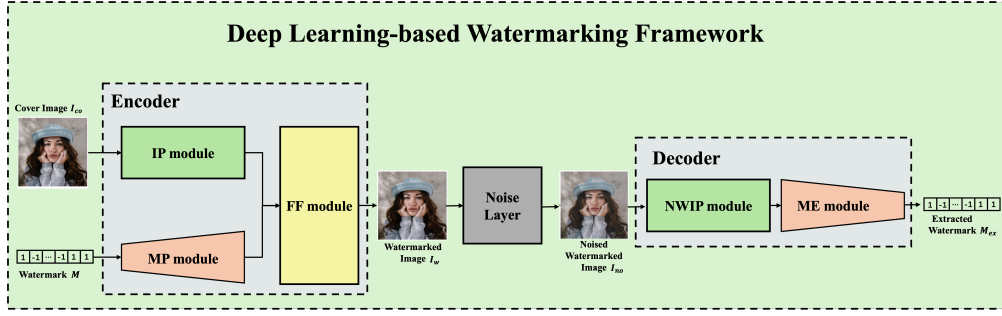 Deep Learning-based Watermarking Framework
Encoder
Cover Image I_co
IP module
MP module
FF module
1 -1 ... -1 1 1
Watermark M
Watermarked
Image I_w
Noise
Layer
Noised
Watermarked
Image I_no
Decoder
NWIP module
ME module
1 -1 ... -1 1 1
Extracted
Watermark M_ex